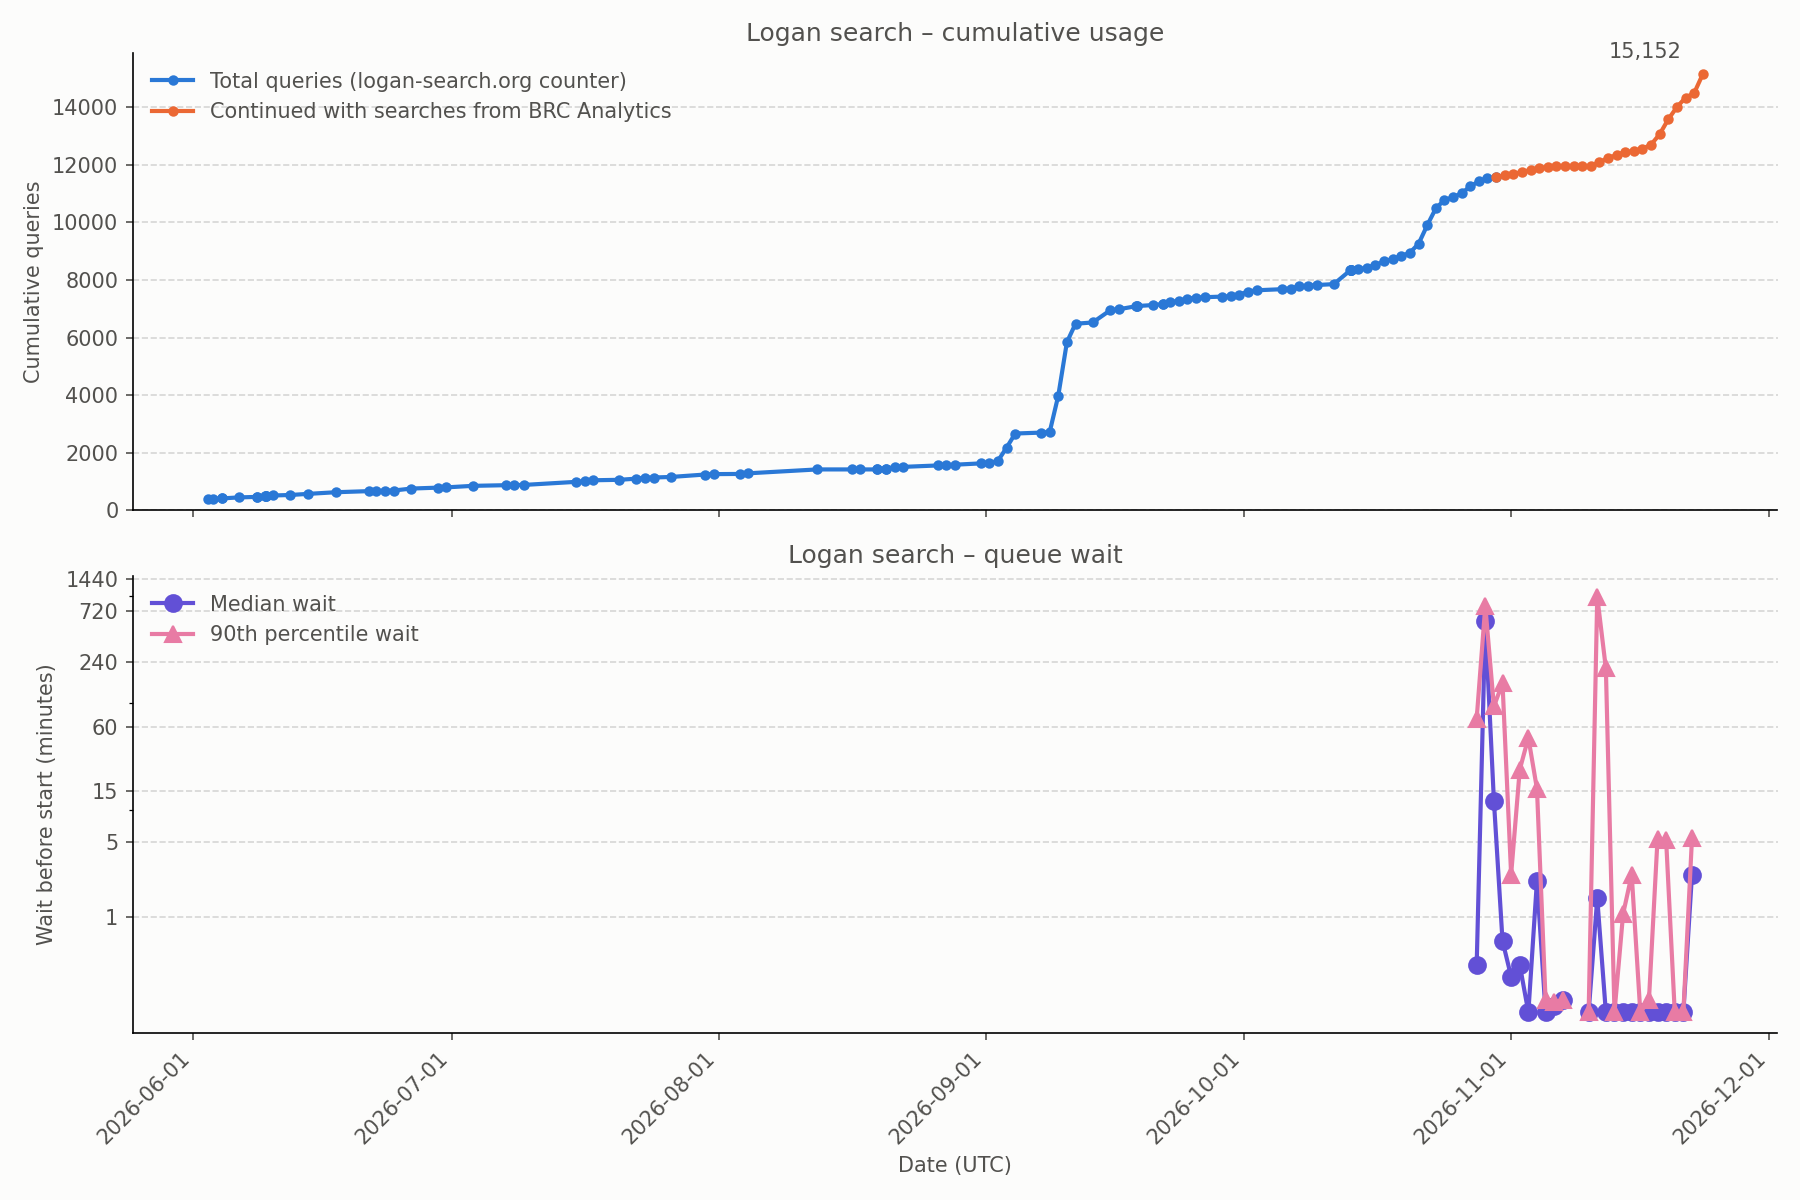 Logan search – cumulative usage
15,152
Total queries (logan-search.org counter)
Continued with searches from BRC Analytics
Cumulative queries
14000
12000
10000
8000
6000
4000
2000
0
Logan search – queue wait
Median wait
90th percentile wait
Wait before start (minutes)
1440
720
240
60
15
5
1
2026-06-01
2026-07-01
2026-08-01
2026-09-01
2026-10-01
2026-11-01
2026-12-01
Date (UTC)